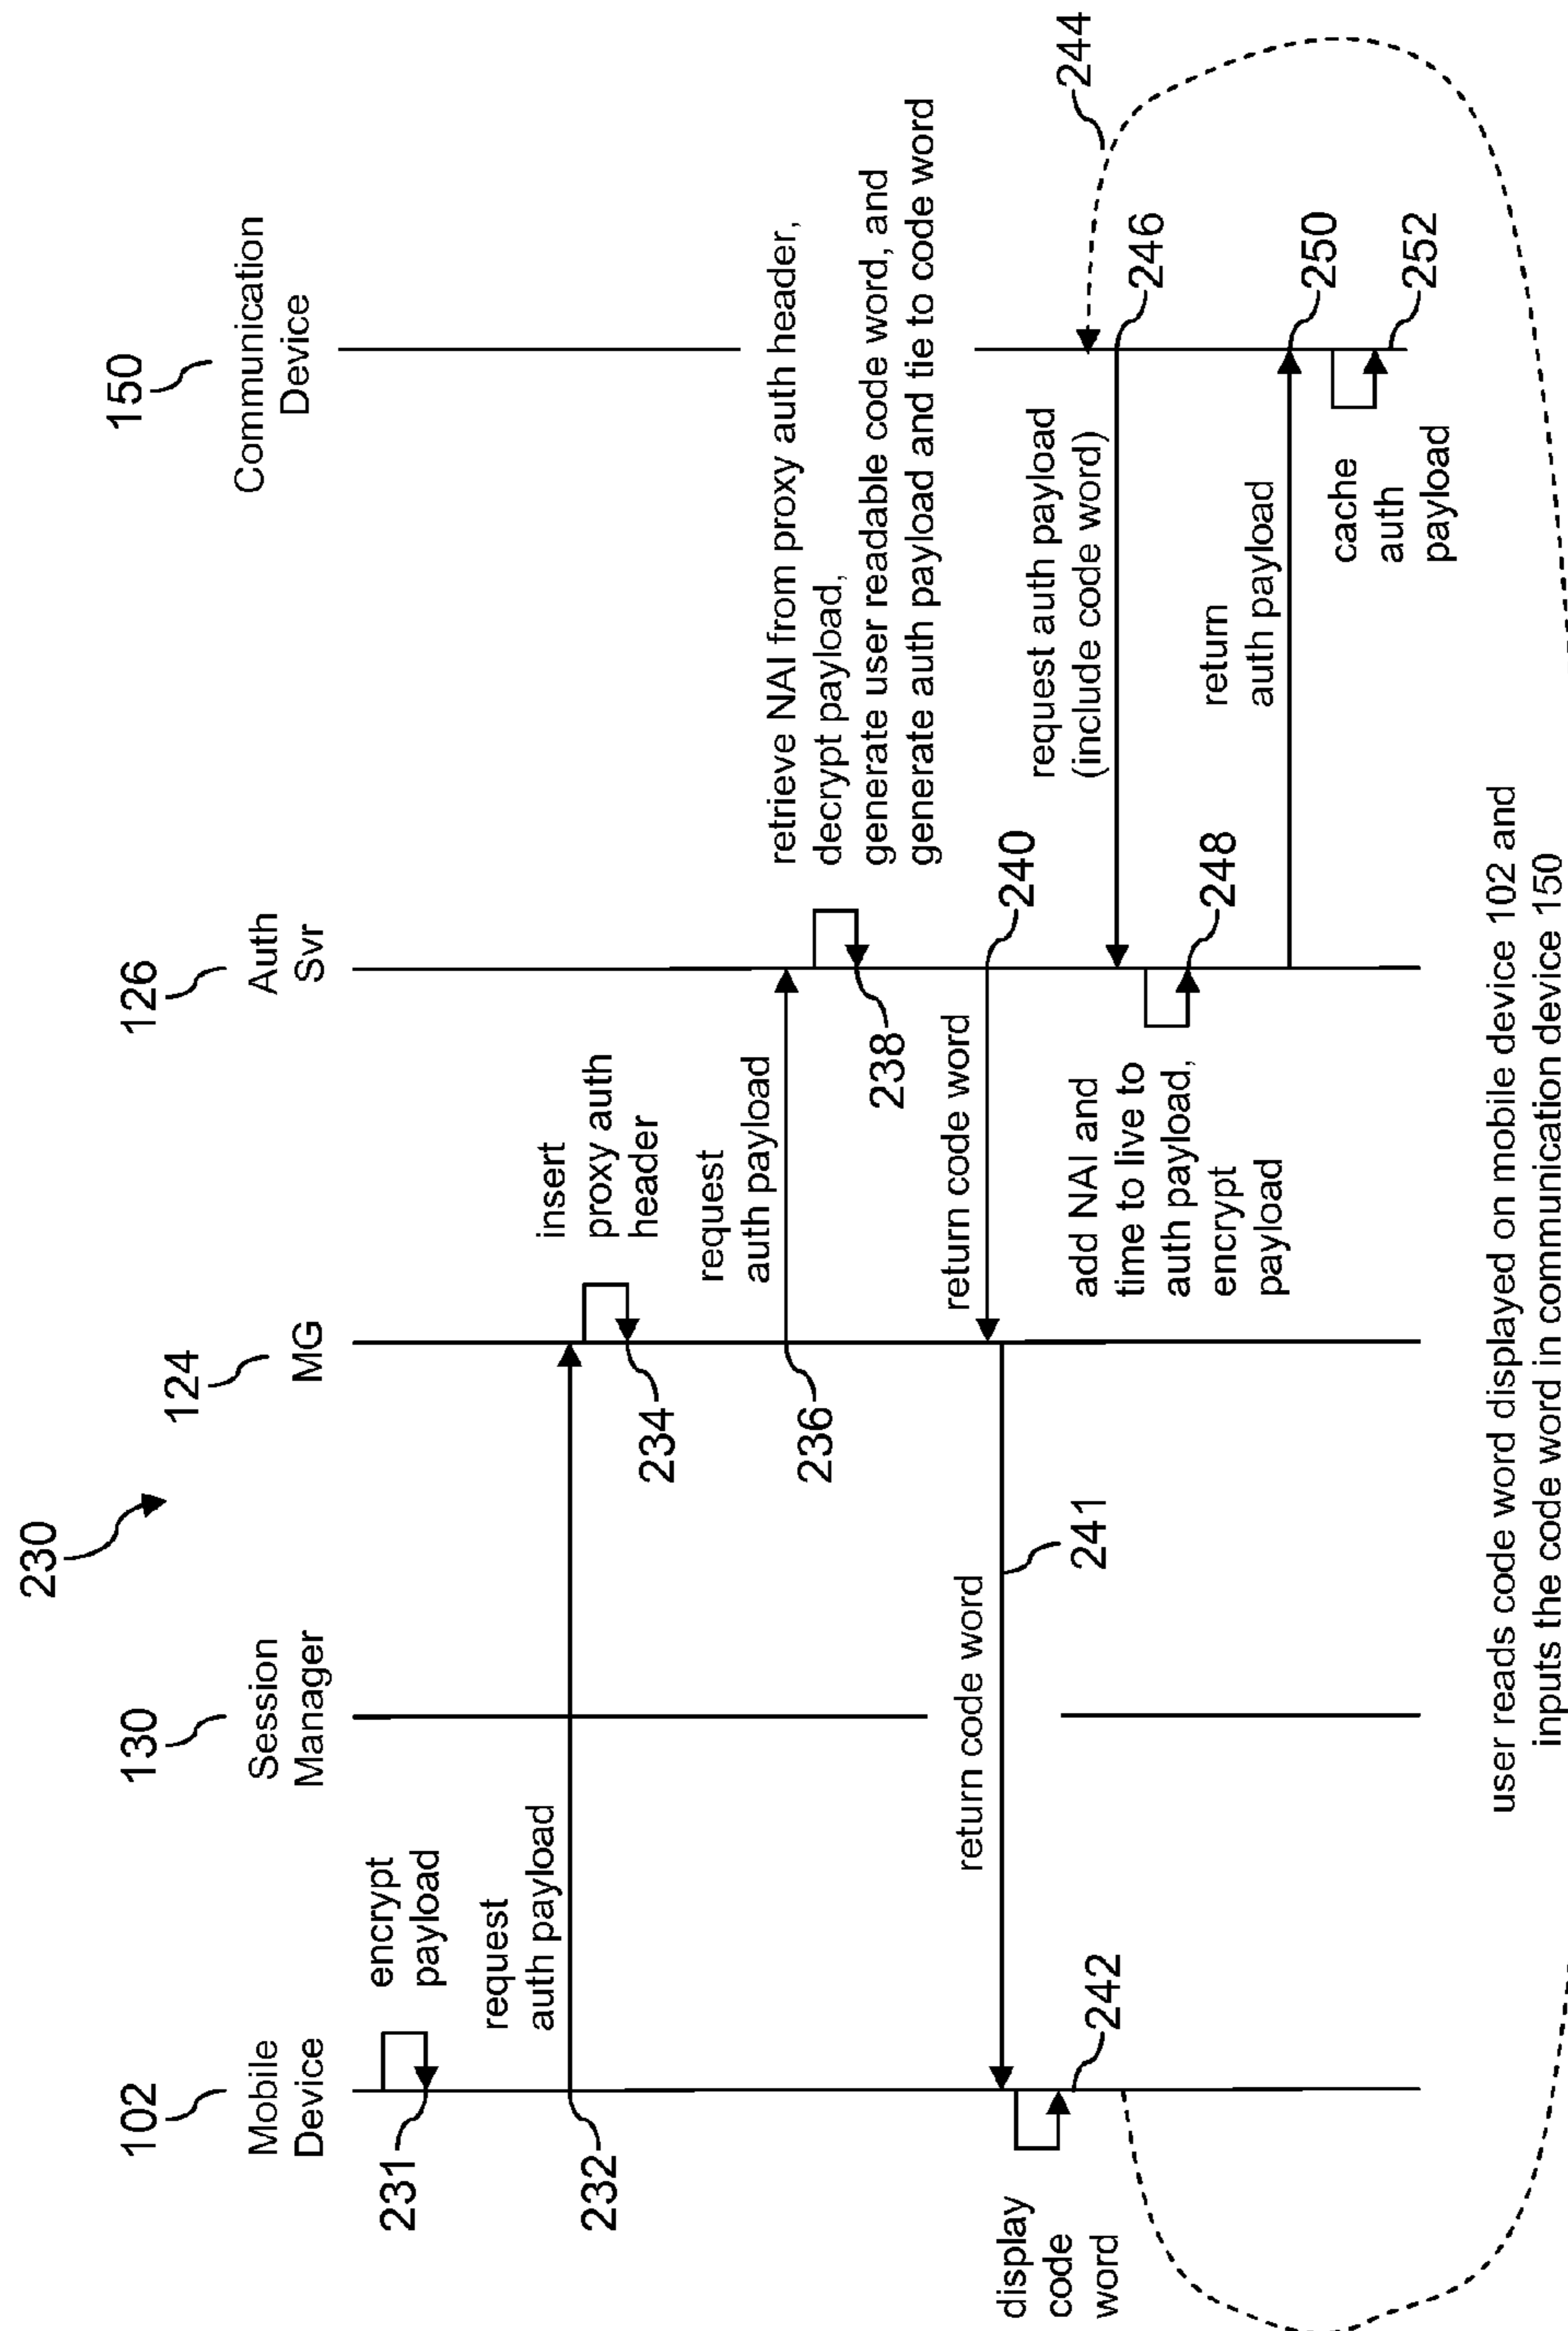 230
102
Mobile
Device
130
Session
Manager
124
MG
126
Auth
Svr
150
Communication
Device
encrypt
payload
231
request
auth payload
232
insert
proxy auth
header
234
request
auth payload
236
retrieve NAI from proxy auth header,
decrypt payload,
generate user readable code word, and
generate auth payload and tie to code word
238
return code word
240
return code word
241
display
code
word
242
244
request auth payload
(include code word)
246
add NAI and
time to live to
auth payload,
encrypt
payload
248
return
auth payload
250
cache
auth
payload
252
user reads code word displayed on mobile device 102 and
inputs the code word in communication device 150